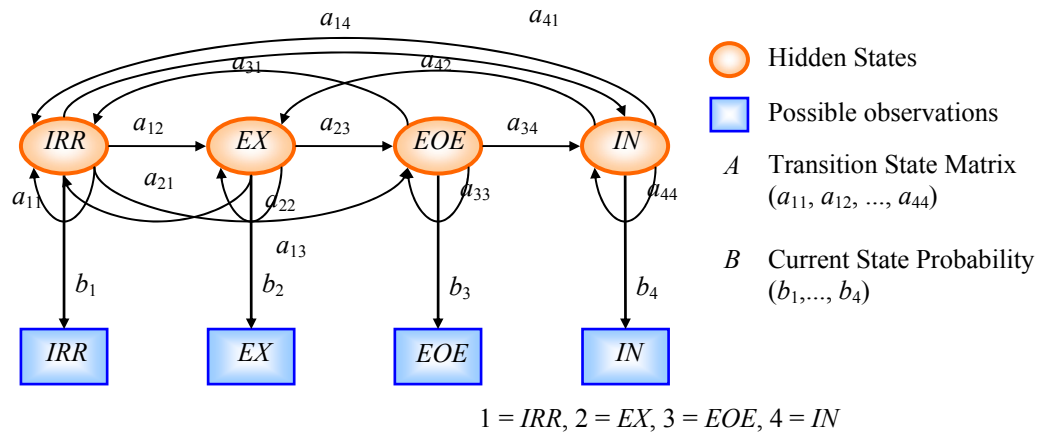 a14
a41
Hidden States
a31
a42
Possible observations
IRR
a12
EX
a23
EOE
a34
IN
A Transition State Matrix
(a11, a12, ..., a44)
a11
a21
a22
a33
a44
a13
B Current State Probability
(b1,..., b4)
b1
b2
b3
b4
IRR
EX
EOE
IN
1 = IRR, 2 = EX, 3 = EOE, 4 = IN